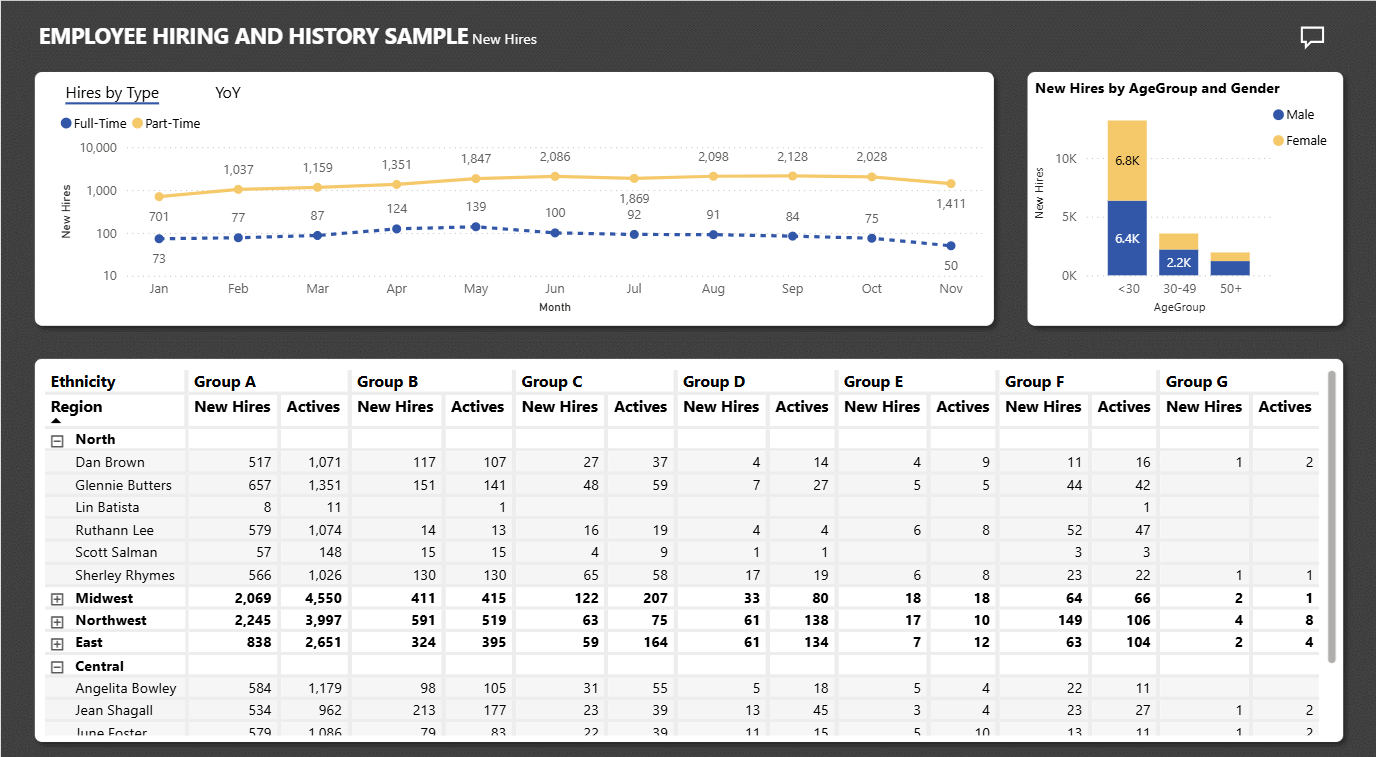 EMPLOYEE HIRING AND HISTORY SAMPLE New Hires
Hires by Type YoY
Full-Time Part-Time
10,000
1,000
100
10
New Hires
1,037 1,159 1,351 1,847 2,086 2,098 2,128 2,028
701 1,869 1,411
77 87 124 139 100 92 91 84 75
73 50
Jan Feb Mar Apr May Jun Jul Aug Sep Oct Nov
Month
New Hires by AgeGroup and Gender
Male
Female
10K
5K
0K
New Hires
6.8K
6.4K
2.2K
<30 30-49 50+
AgeGroup
Ethnicity Group A Group B Group C Group D Group E Group F Group G
Region New Hires Actives New Hires Actives New Hires Actives New Hires Actives New Hires Actives New Hires Actives New Hires Actives
North
Dan Brown 517 1,071 117 107 27 37 4 14 4 9 11 16 1 2
Glennie Butters 657 1,351 151 141 48 59 7 27 5 5 44 42
Lin Batista 8 11 1 1
Ruthann Lee 579 1,074 14 13 16 19 4 4 6 8 52 47
Scott Salman 57 148 15 15 4 9 1 1 3 3
Sherley Rhymes 566 1,026 130 130 65 58 17 19 6 8 23 22 1 1
Midwest 2,069 4,550 411 415 122 207 33 80 18 18 64 66 2 1
Northwest 2,245 3,997 591 519 63 75 61 138 17 10 149 106 4 8
East 838 2,651 324 395 59 164 61 134 7 12 63 104 2 4
Central
Angelita Bowley 584 1,179 98 105 31 55 5 18 5 4 22 11
Jean Shagall 534 962 213 177 23 39 13 45 3 4 23 27 1 2
June Foster 579 1,086 79 83 22 39 11 15 5 10 13 11 1 2